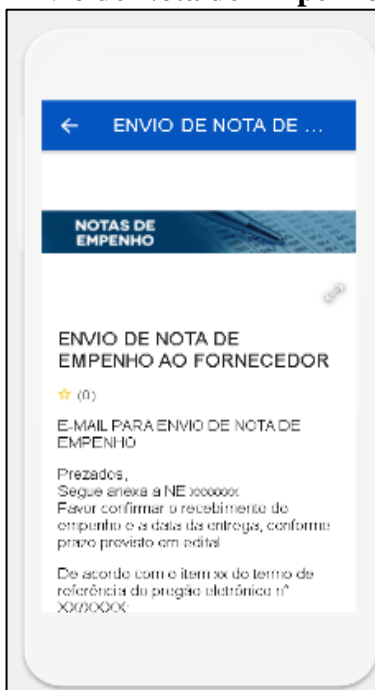 ENVIO DE NOTA DE ...
NOTAS DE
EMPENHO
ENVIO DE NOTA DE
EMPENHO AO FORNECEDOR
(0)
E-MAIL PARA ENVIO DE NOTA DE
EMPENHO
Prezados,
Segue anexa a NE xxxxxxx
Favor confirmar o recebimento do
empenho e a data da entrega, conforme
prazo previsto em edital
De acordo com o item xx do termo de
referência do pregão eletrônico nº
XX/XXXX: